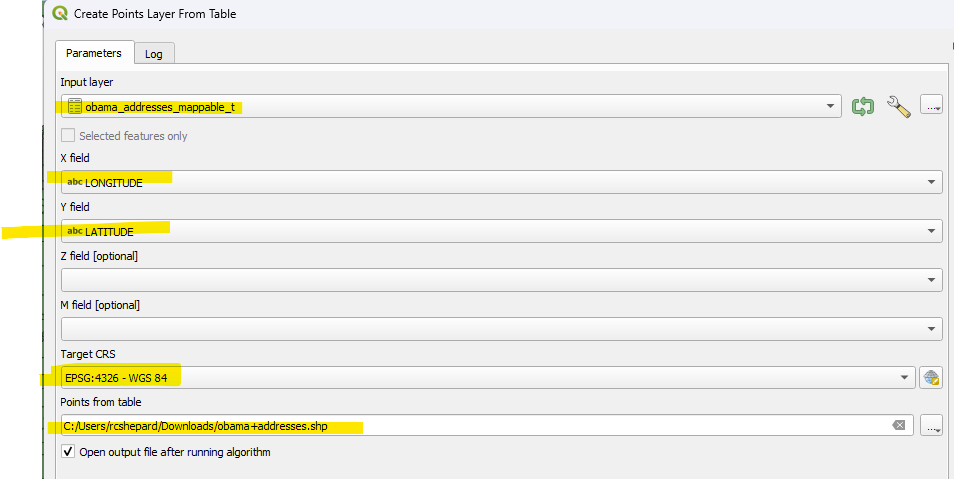 Create Points Layer From Table
Parameters
Log
Input layer
obama_addresses_mappable_t
...
Selected features only
X field
abc LONGITUDE
Y field
abc LATITUDE
Z field [optional]
M field [optional]
Target CRS
EPSG:4326 - WGS 84
Points from table
C:/Users/rcshepard/Downloads/obama+addresses.shp
...
Open output file after running algorithm